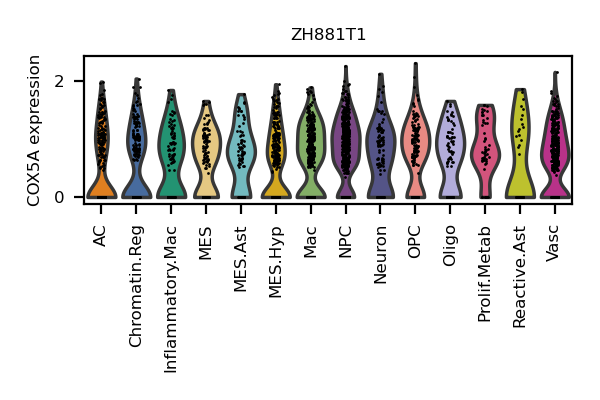 ZH881T1
COX5A expression
2
0
AC
Chromatin.Reg
Inflammatory.Mac
MES
MES.Ast
MES.Hyp
Mac
NPC
Neuron
OPC
Oligo
Prolif.Metab
Reactive.Ast
Vasc